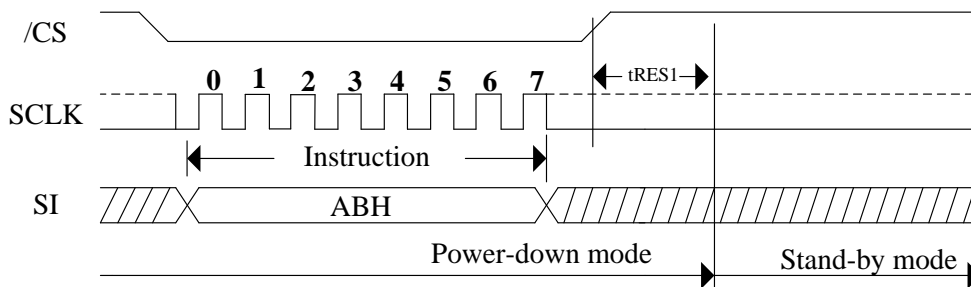 /CS
tRES1
0 1 2 3 4 5 6 7
SCLK
Instruction
SI
ABH
Power-down mode
Stand-by mode